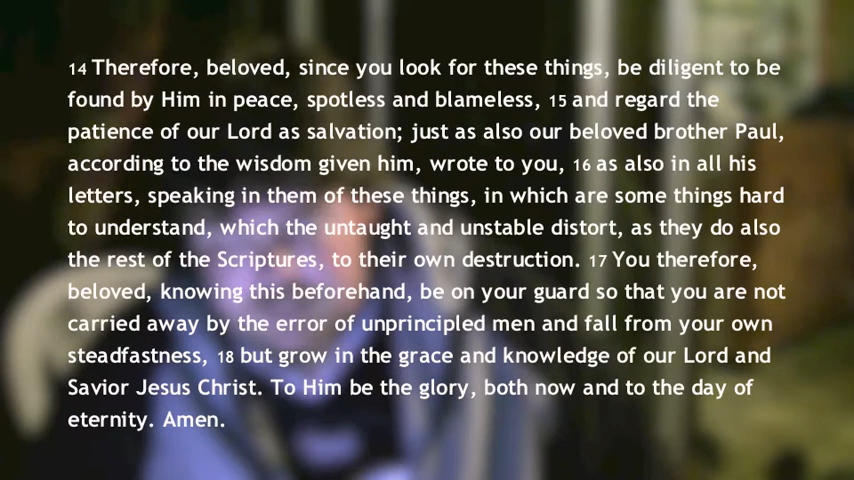 14 Therefore, beloved, since you look for these things, be diligent to be
found by Him in peace, spotless and blameless, 15 and regard the
patience of our Lord as salvation; just as also our beloved brother Paul,
according to the wisdom given him, wrote to you, 16 as also in all his
letters, speaking in them of these things, in which are some things hard
to understand, which the untaught and unstable distort, as they do also
the rest of the Scriptures, to their own destruction. 17 You therefore,
beloved, knowing this beforehand, be on your guard so that you are not
carried away by the error of unprincipled men and fall from your own
steadfastness, 18 but grow in the grace and knowledge of our Lord and
Savior Jesus Christ. To Him be the glory, both now and to the day of
eternity. Amen.